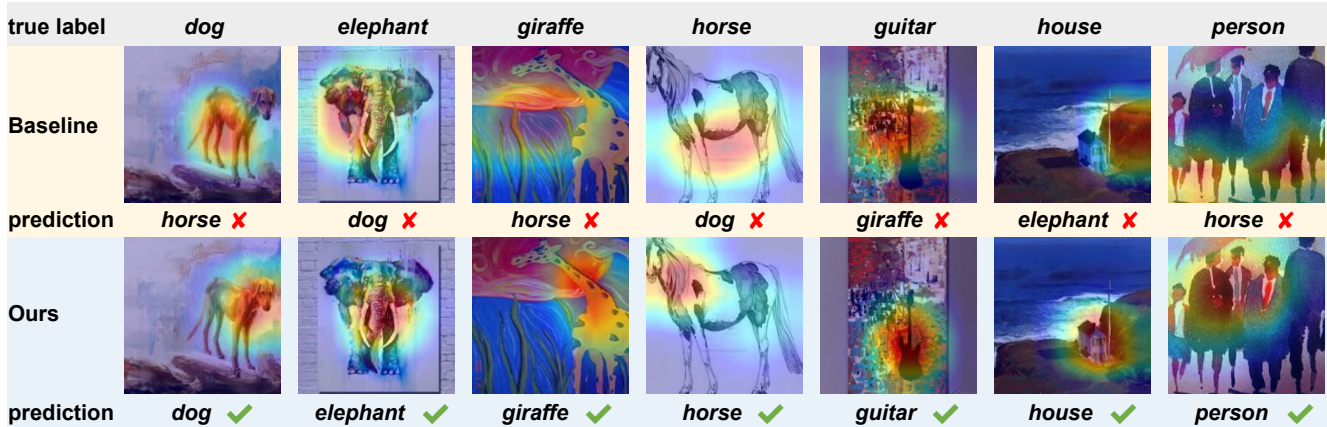 true label dog elephant giraffe horse guitar house person
Baseline
prediction horse ✘ dog ✘ horse ✘ dog ✘ giraffe ✘ elephant ✘ horse ✘
Ours
prediction dog ✔ elephant ✔ giraffe ✔ horse ✔ guitar ✔ house ✔ person ✔